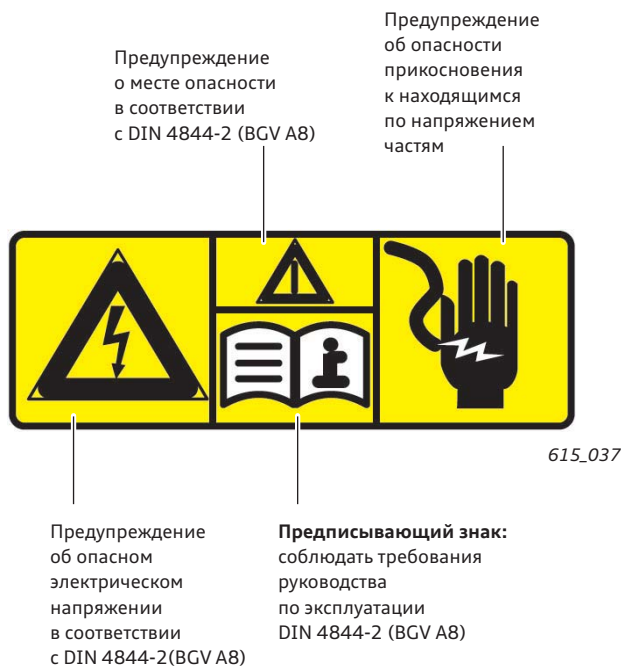 Предупреждение
о месте опасности
в соответствии
с DIN 4844-2 (BGV A8)
Предупреждение
об опасности
прикосновения
к находящимся
по напряжением
частям
615_037
Предупреждение
об опасном
электрическом
напряжении
в соответствии
с DIN 4844-2(BGV A8)
Предписывающий знак:
соблюдать требования
руководства
по эксплуатации
DIN 4844-2 (BGV A8)